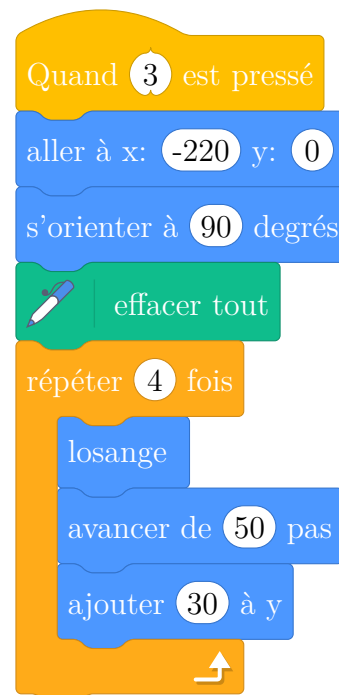 Quand 3 est pressé
aller à x: -220 y: 0
s'orienter à 90 degrés
effacer tout
répéter 4 fois
losange
avancer de 50 pas
ajouter 30 à y